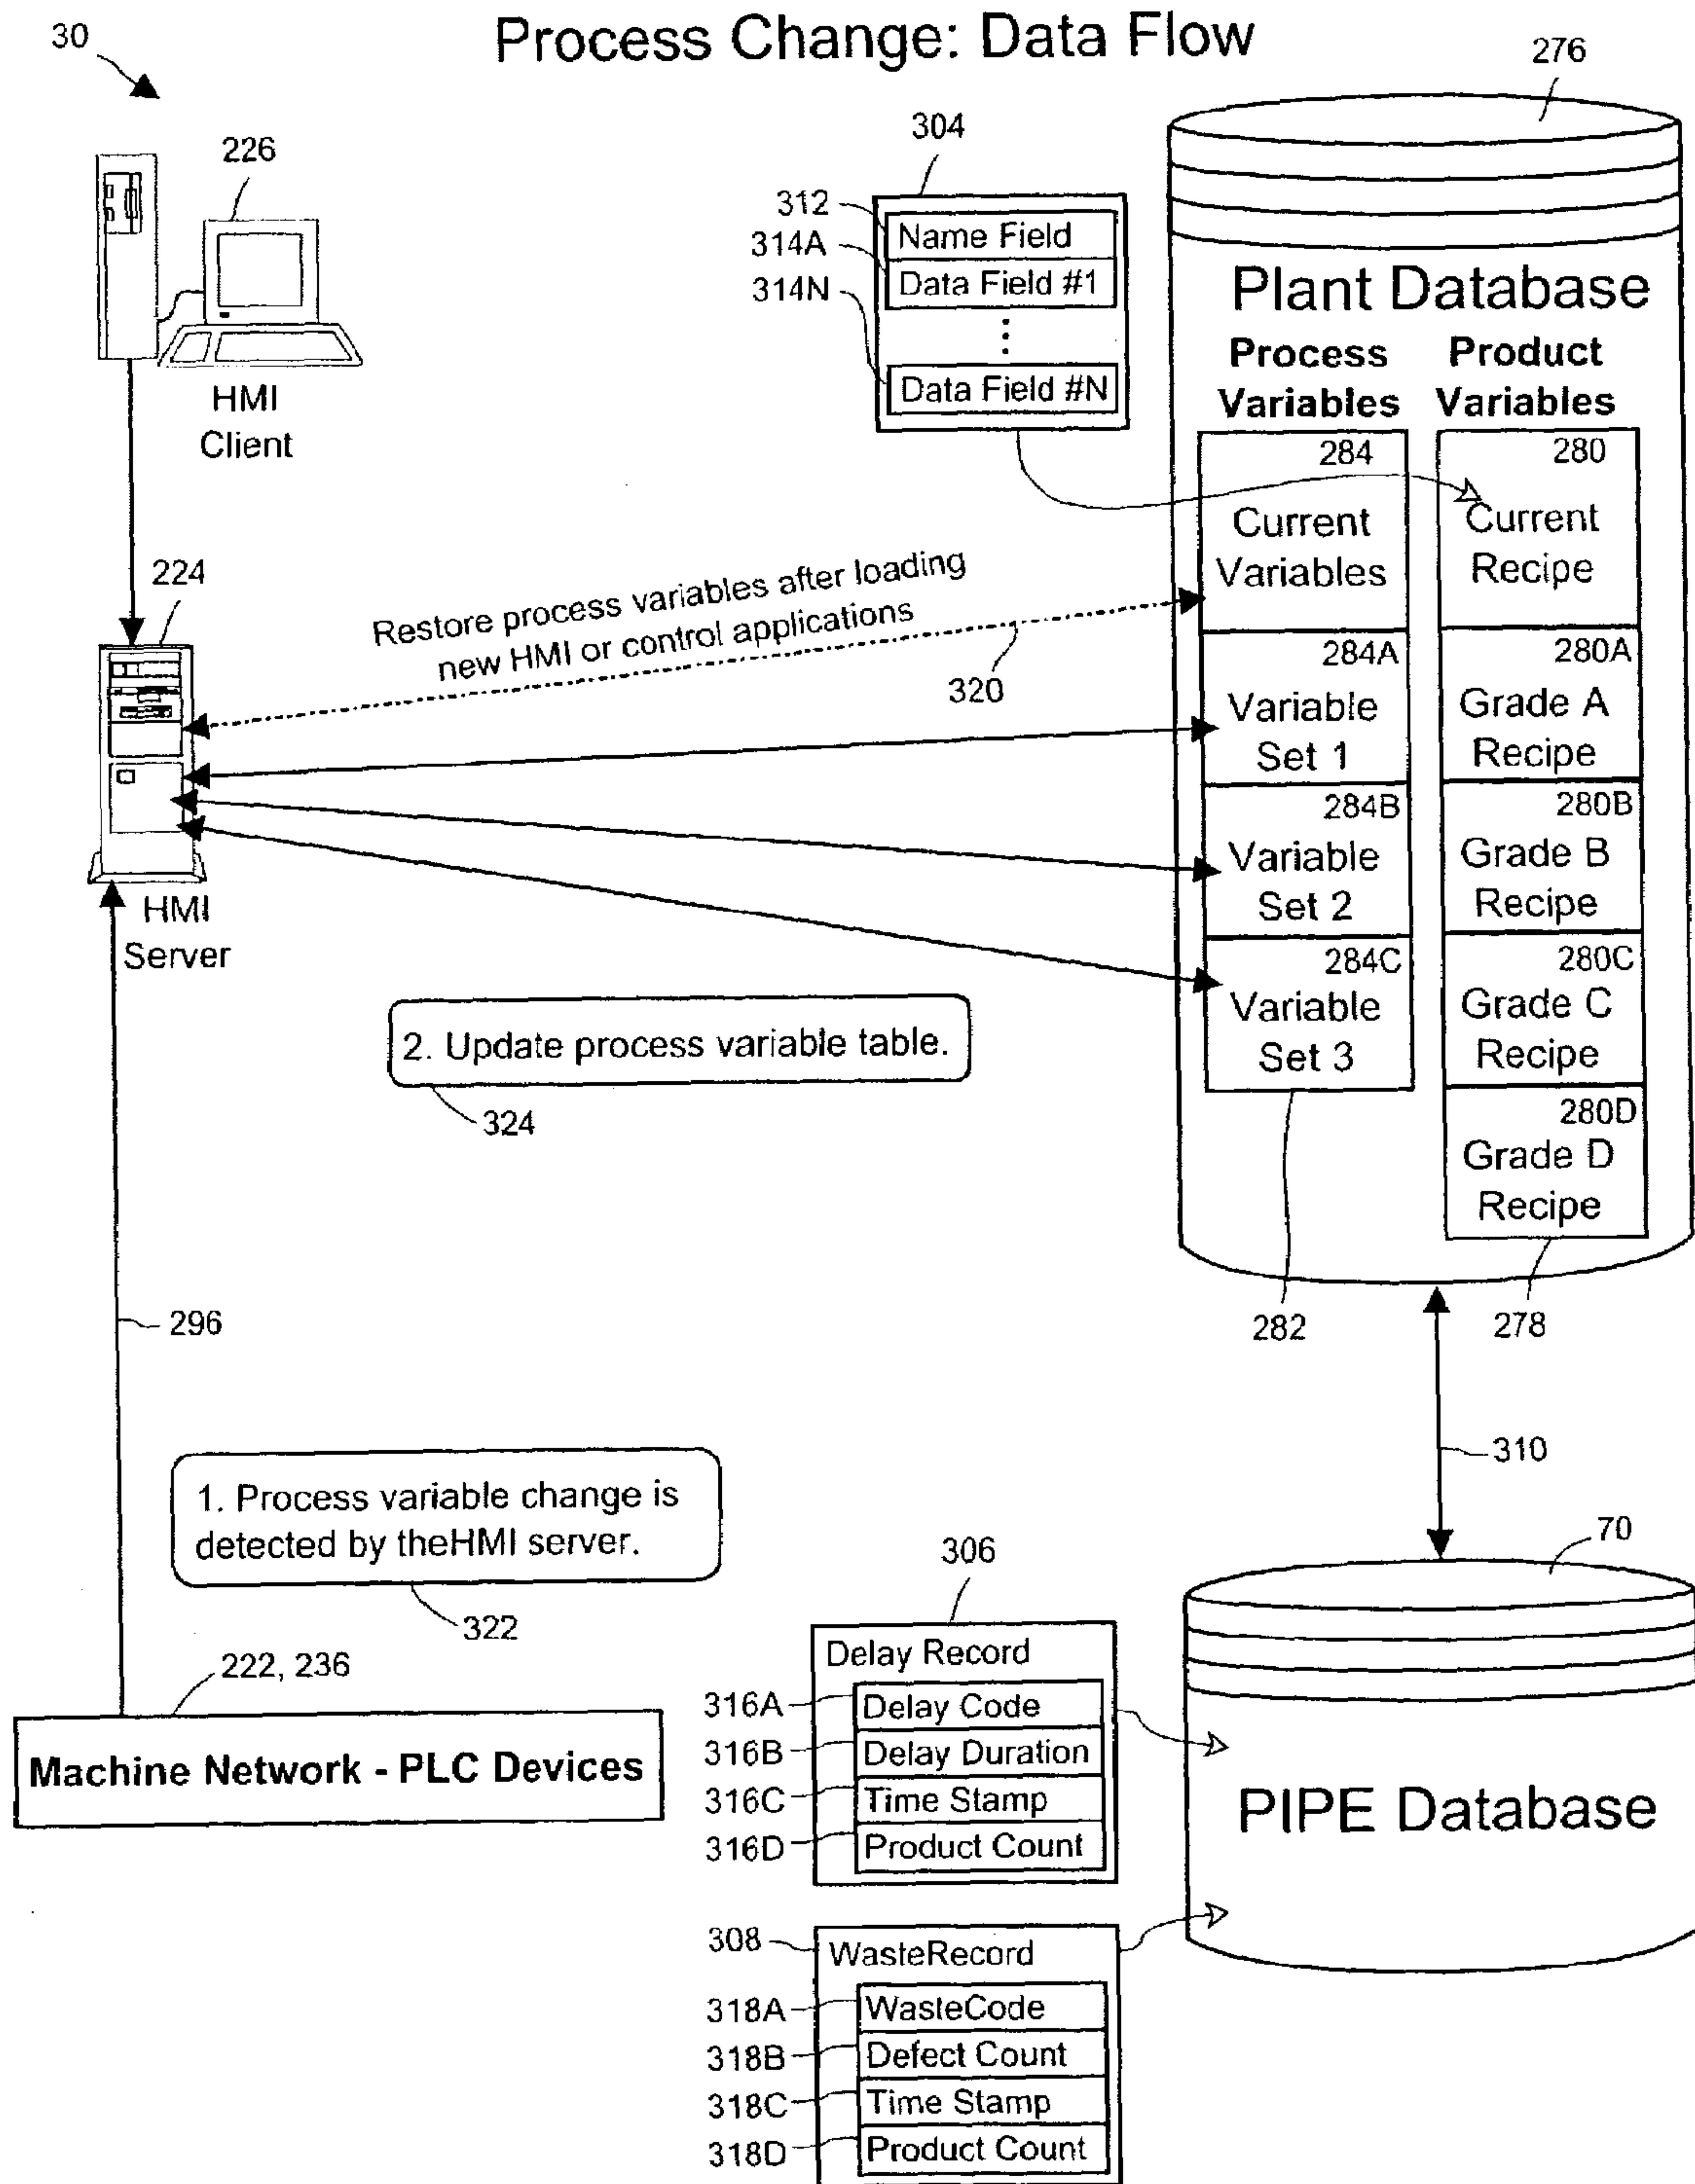 Process Change: Data Flow
30
276
226
304
312
Name Field
314A
Data Field #1
314N
Data Field #N
Plant Database
Process
Variables
Product
Variables
HMI
Client
284
Current
Variables
280
Current
Recipe
224
Restore process variables after loading
new HMI or control applications
320
284A
Variable
Set 1
280A
Grade A
Recipe
284B
Variable
Set 2
280B
Grade B
Recipe
HMI
Server
284C
Variable
Set 3
280C
Grade C
Recipe
2. Update process variable table.
324
280D
Grade D
Recipe
282
278
296
310
1. Process variable change is
detected by theHMI server.
322
70
306
222, 236
Machine Network - PLC Devices
Delay Record
316A
Delay Code
316B
Delay Duration
316C
Time Stamp
316D
Product Count
PIPE Database
308
WasteRecord
318A
WasteCode
318B
Defect Count
318C
Time Stamp
318D
Product Count